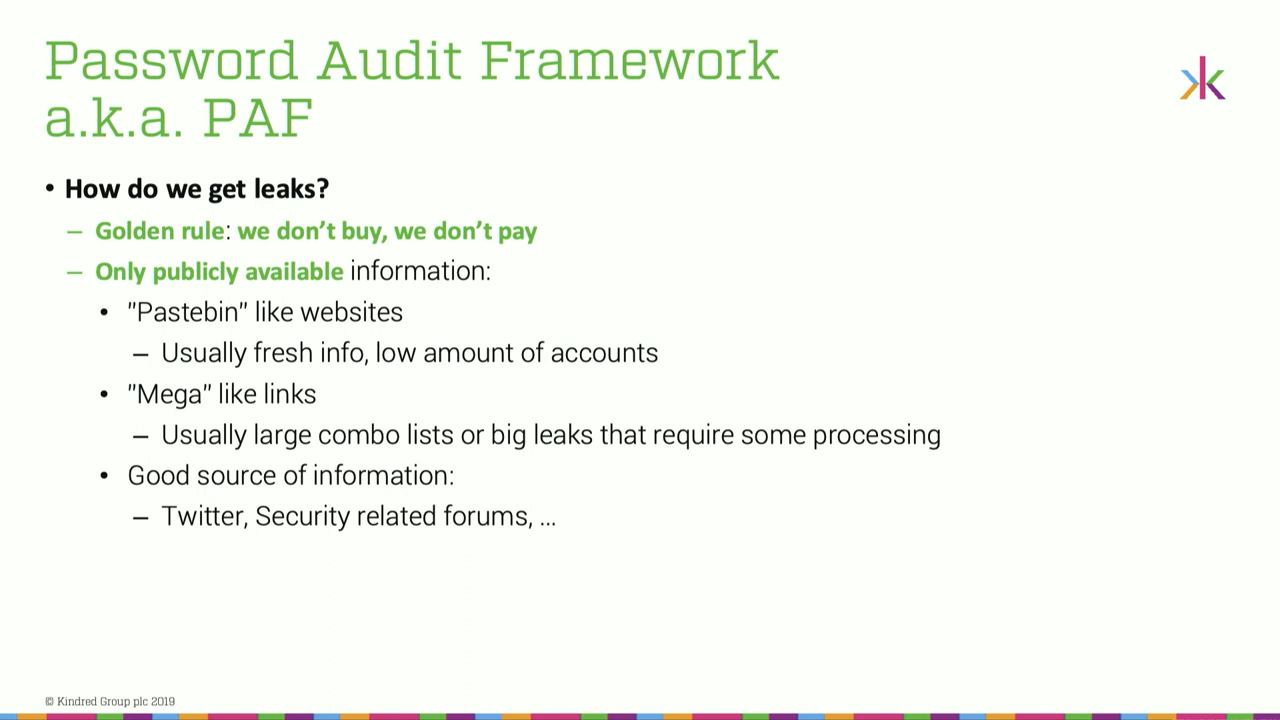 Password Audit Framework
a.k.a. PAF
• How do we get leaks?
– Golden rule: we don't buy, we don't pay
– Only publicly available information:
• "Pastebin" like websites
– Usually fresh info, low amount of accounts
• "Mega" like links
– Usually large combo lists or big leaks that require some processing
• Good source of information:
– Twitter, Security related forums, ...
© Kindred Group plc 2019